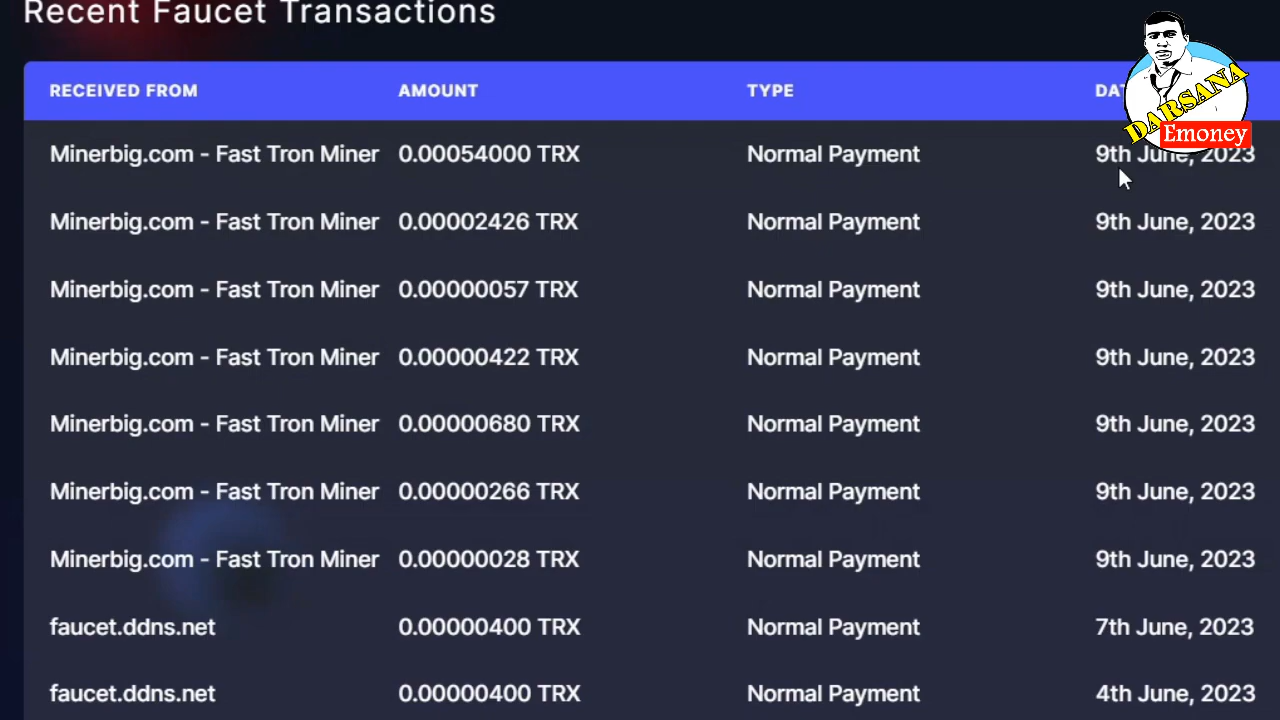 Recent Faucet Transactions
RECEIVED FROM AMOUNT TYPE
DARSANA
Emoney
Minerbig.com - Fast Tron Miner 0.00054000 TRX Normal Payment 9th June, 2023
Minerbig.com - Fast Tron Miner 0.00002426 TRX Normal Payment 9th June, 2023
Minerbig.com - Fast Tron Miner 0.00000057 TRX Normal Payment 9th June, 2023
Minerbig.com - Fast Tron Miner 0.00000422 TRX Normal Payment 9th June, 2023
Minerbig.com - Fast Tron Miner 0.00000680 TRX Normal Payment 9th June, 2023
Minerbig.com - Fast Tron Miner 0.00000266 TRX Normal Payment 9th June, 2023
Minerbig.com - Fast Tron Miner 0.00000028 TRX Normal Payment 9th June, 2023
faucet.ddns.net 0.00000400 TRX Normal Payment 7th June, 2023
faucet.ddns.net 0.00000400 TRX Normal Payment 4th June, 2023